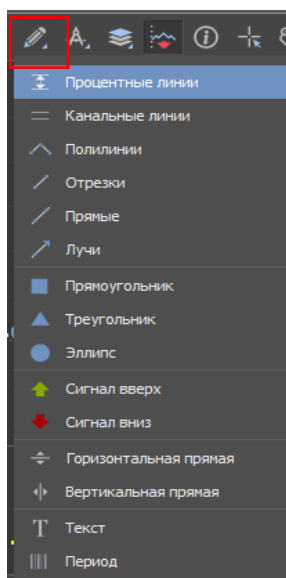 Процентные линии
Канальные линии
Полилинии
Отрезки
Прямые
Лучи
Прямоугольник
Треугольник
Эллипс
Сигнал вверх
Сигнал вниз
Горизонтальная прямая
Вертикальная прямая
Текст
Период